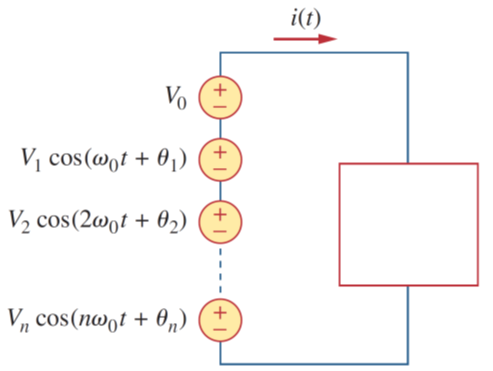 i(t)
V₀
+
−
V₁ cos(ω₀t + θ₁)
+
−
V₂ cos(2ω₀t + θ₂)
+
−
Vₙ cos(nω₀t + θₙ)
+
−